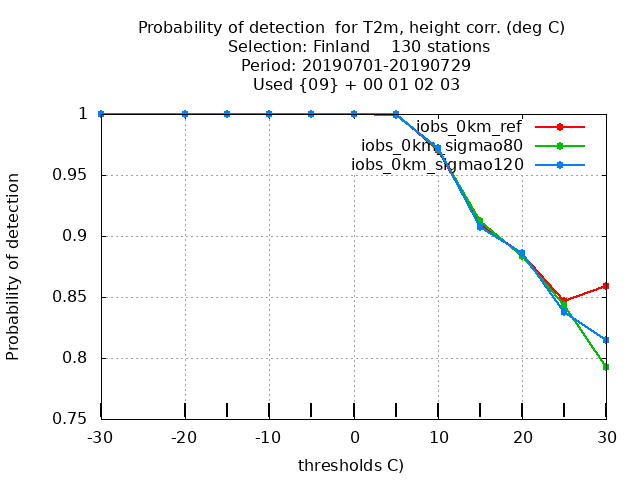 Probability of detection  for T2m, height corr. (deg C)
Selection: Finland    130 stations
Period: 20190701-20190729
Used {09} + 00 01 02 03
iobs_0km_ref
iobs_0km_sigmao80
iobs_0km_sigmao120
Probability of detection
1
0.95
0.9
0.85
0.8
0.75
-30 -20 -10 0 10 20 30
thresholds C)